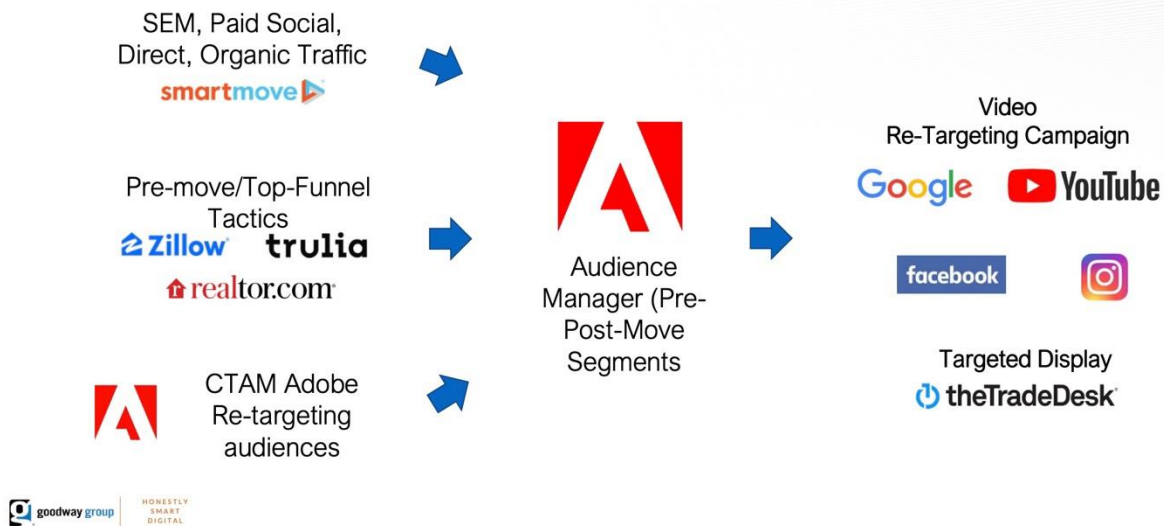 SEM, Paid Social,
Direct, Organic Traffic
smartmove
Pre-move/Top-Funnel
Tactics
Zillow trulia
realtor.com
CTAM Adobe
Re-targeting
audiences
Audience
Manager (Pre-
Post-Move
Segments
Video
Re-Targeting Campaign
Google YouTube
facebook
Targeted Display
theTradeDesk
g goodway group
HONESTLY
SMART
DIGITAL